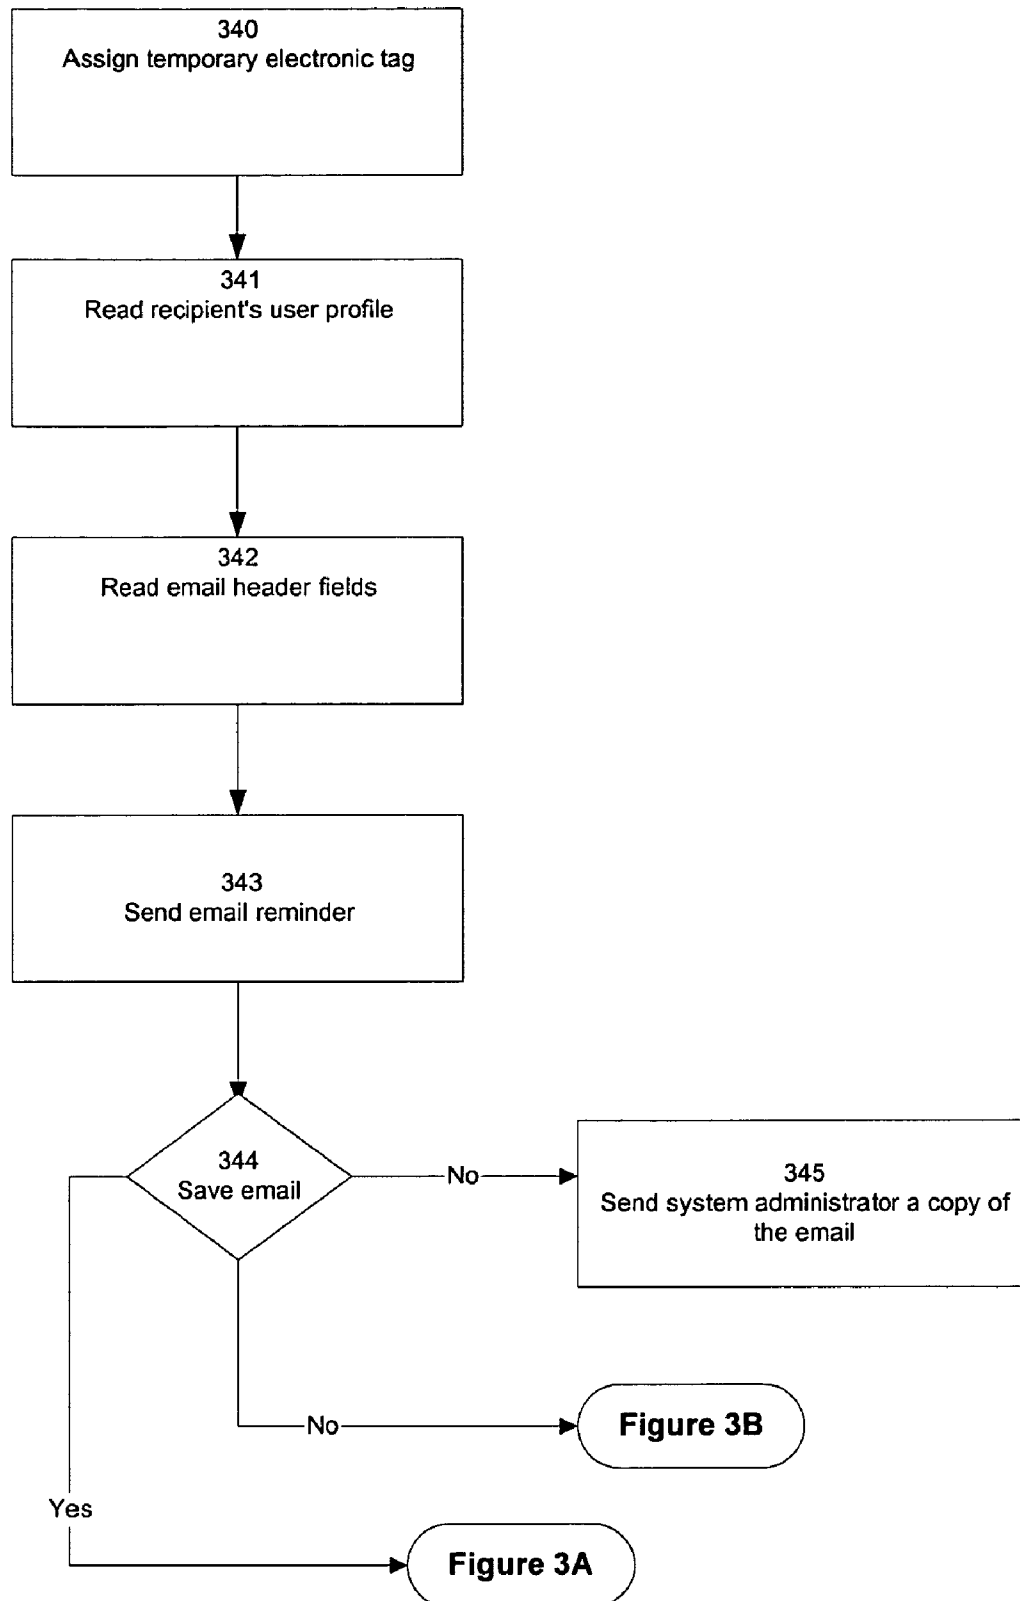 340
Assign temporary electronic tag
341
Read recipient's user profile
342
Read email header fields
343
Send email reminder
344
Save email
No
345
Send system administrator a copy of
the email
No
Figure 3B
Yes
Figure 3A